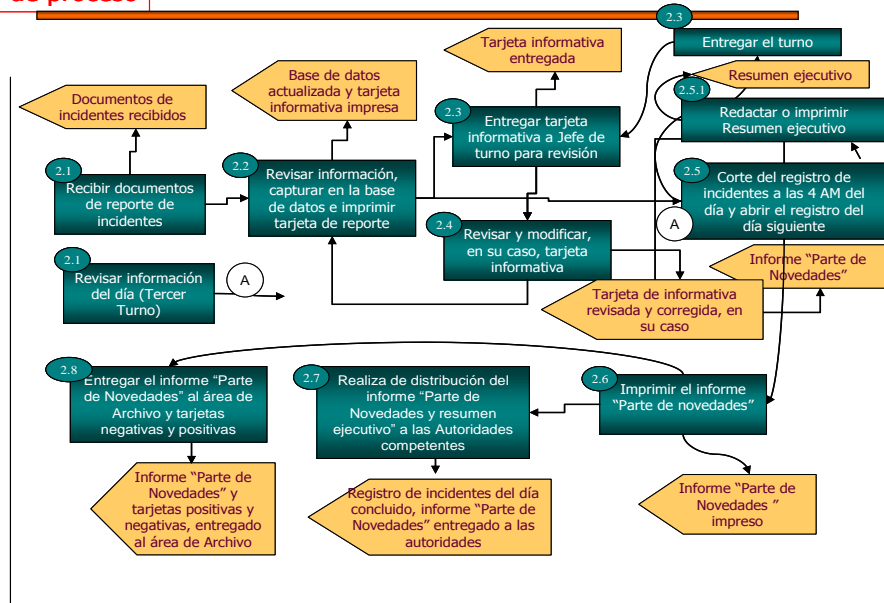 de proceso
2.3
Entregar el turno
Tarjeta informativa
entregada
Resumen ejecutivo
Base de datos
actualizada y tarjeta
informativa impresa
Documentos de
incidentes recibidos
2.5.1
Redactar o imprimir
Resumen ejecutivo
2.3
Entregar tarjeta
informativa a Jefe de
turno para revisión
2.1
Recibir documentos
de reporte de
incidentes
2.2
Revisar información,
capturar en la base
de datos e imprimir
tarjeta de reporte
2.5
Corte del registro de
incidentes a las 4 AM del
día y abrir el registro del
día siguiente
A
2.4
Revisar y modificar,
en su caso, tarjeta
informativa
2.1
Revisar información
del día (Tercer
Turno)
A
Informe “Parte de
Novedades”
Tarjeta de informativa
revisada y corregida, en
su caso
2.8
Entregar el informe “Parte
de Novedades” al área de
Archivo y tarjetas
negativas y positivas
2.7
Realiza de distribución del
informe “Parte de
Novedades y resumen
ejecutivo” a las Autoridades
competentes
2.6
Imprimir el informe
“Parte de novedades”
Informe “Parte de
Novedades” y
tarjetas positivas y
negativas, entregado
al área de Archivo
Registro de incidentes del día
concluido, informe “Parte de
Novedades” entregado a las
autoridades
Informe “Parte de
Novedades ”
impreso